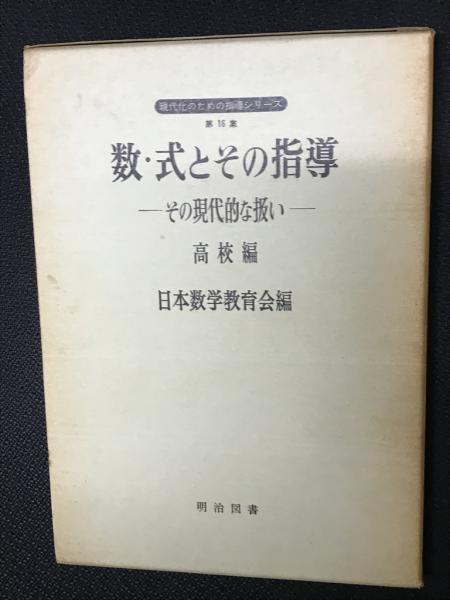 現代化のための指導シリーズ
第16集
数・式とその指導
―その現代的な扱い―
高校編
日本数学教育会編
明治図書